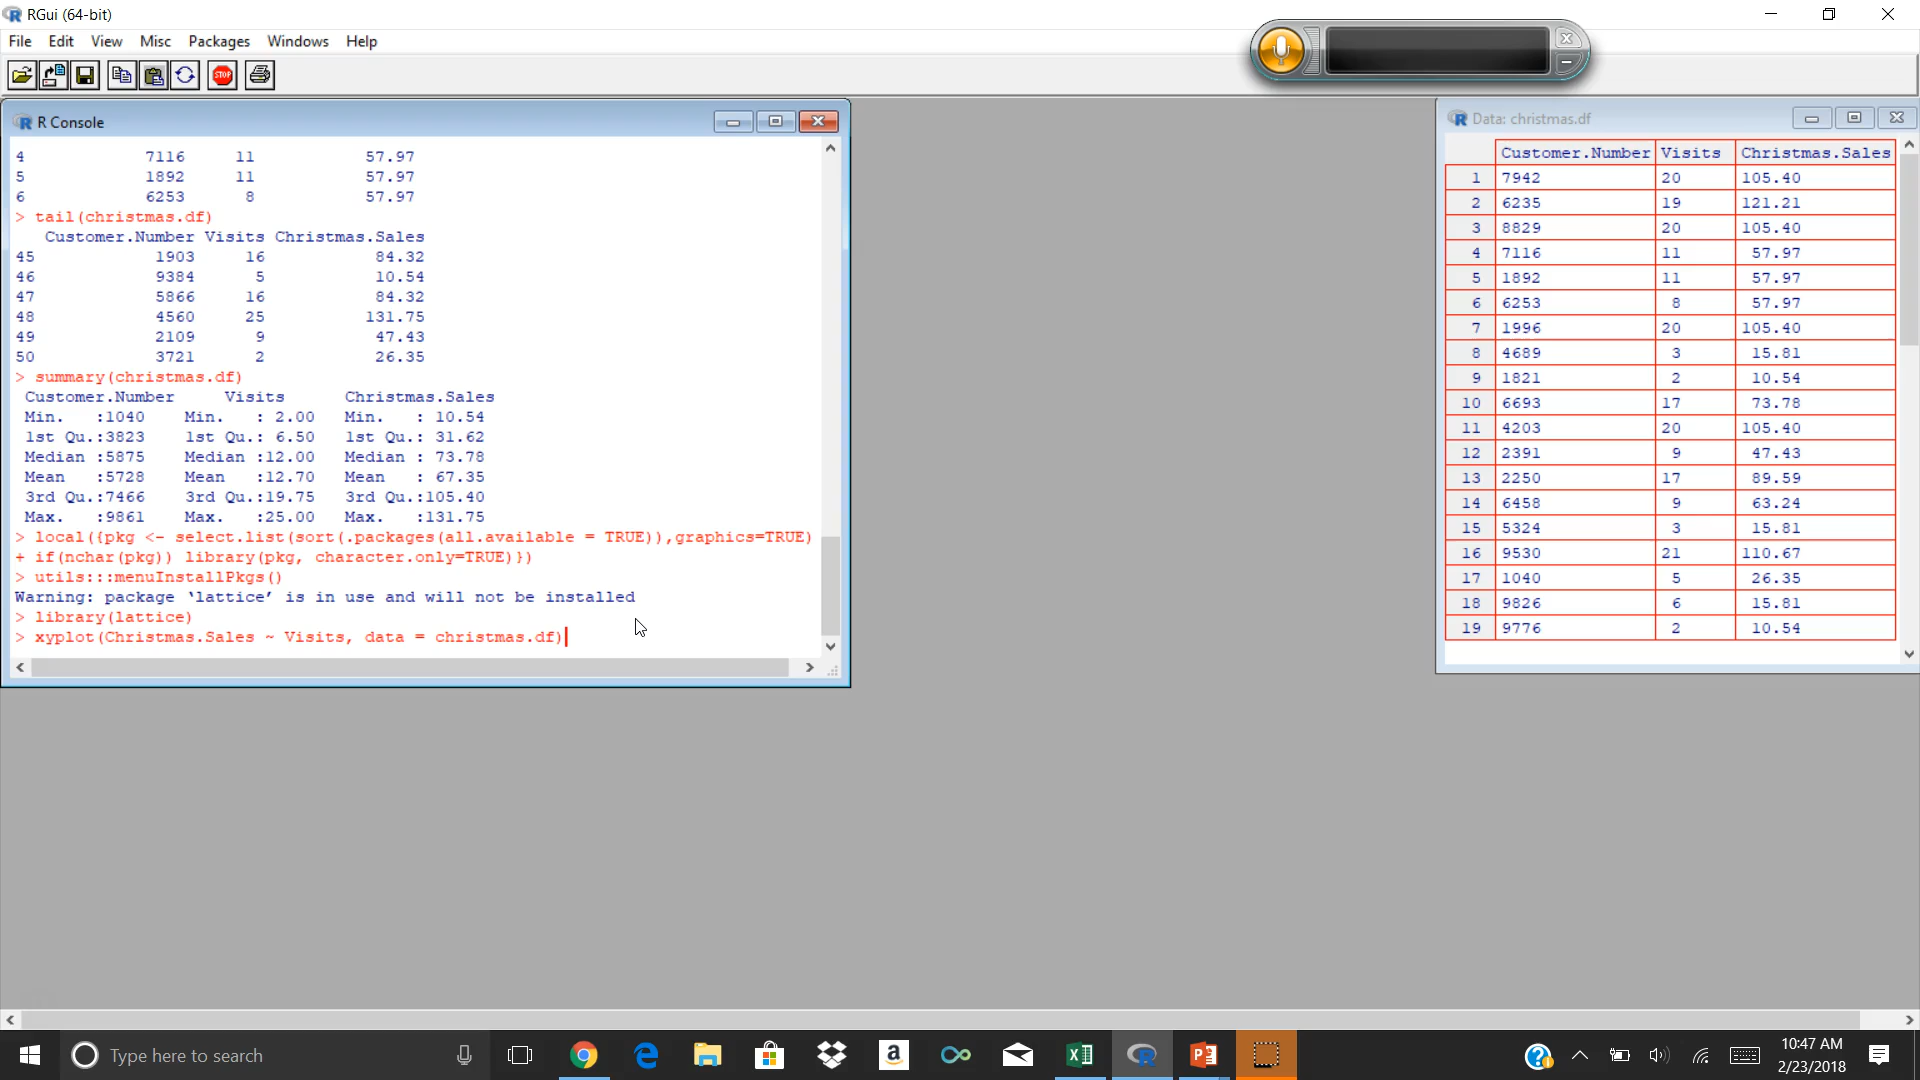 RGui (64-bit)
File Edit View Misc Packages Windows Help
STOP
R Console
4 7116 11 57.97
5 1892 11 57.97
6 6253 8 57.97
> tail(christmas.df)
Customer.Number Visits Christmas.Sales
45 1903 16 84.32
46 9384 5 10.54
47 5866 16 84.32
48 4560 25 131.75
49 2109 9 47.43
50 3721 2 26.35
> summary(christmas.df)
Customer.Number Visits Christmas.Sales
Min. :1040 Min. : 2.00 Min. : 10.54
1st Qu.:3823 1st Qu.: 6.50 1st Qu.: 31.62
Median :5875 Median :12.00 Median : 73.78
Mean :5728 Mean :12.70 Mean : 67.35
3rd Qu.:7466 3rd Qu.:19.75 3rd Qu.:105.40
Max. :9861 Max. :25.00 Max. :131.75
> local({pkg <- select.list(sort(.packages(all.available = TRUE)),graphics=TRUE)
+ if(nchar(pkg)) library(pkg, character.only=TRUE)})
> utils:::menuInstallPkgs()
Warning: package ‘lattice’ is in use and will not be installed
> library(lattice)
> xyplot(Christmas.Sales ~ Visits, data = christmas.df)
Data: christmas.df
Customer.Number Visits Christmas.Sales
1 7942 20 105.40
2 6235 19 121.21
3 8829 20 105.40
4 7116 11 57.97
5 1892 11 57.97
6 6253 8 57.97
7 1996 20 105.40
8 4689 3 15.81
9 1821 2 10.54
10 6693 17 73.78
11 4203 20 105.40
12 2391 9 47.43
13 2250 17 89.59
14 6458 9 63.24
15 5324 3 15.81
16 9530 21 110.67
17 1040 5 26.35
18 9826 6 15.81
19 9776 2 10.54
Type here to search
10:47 AM
2/23/2018